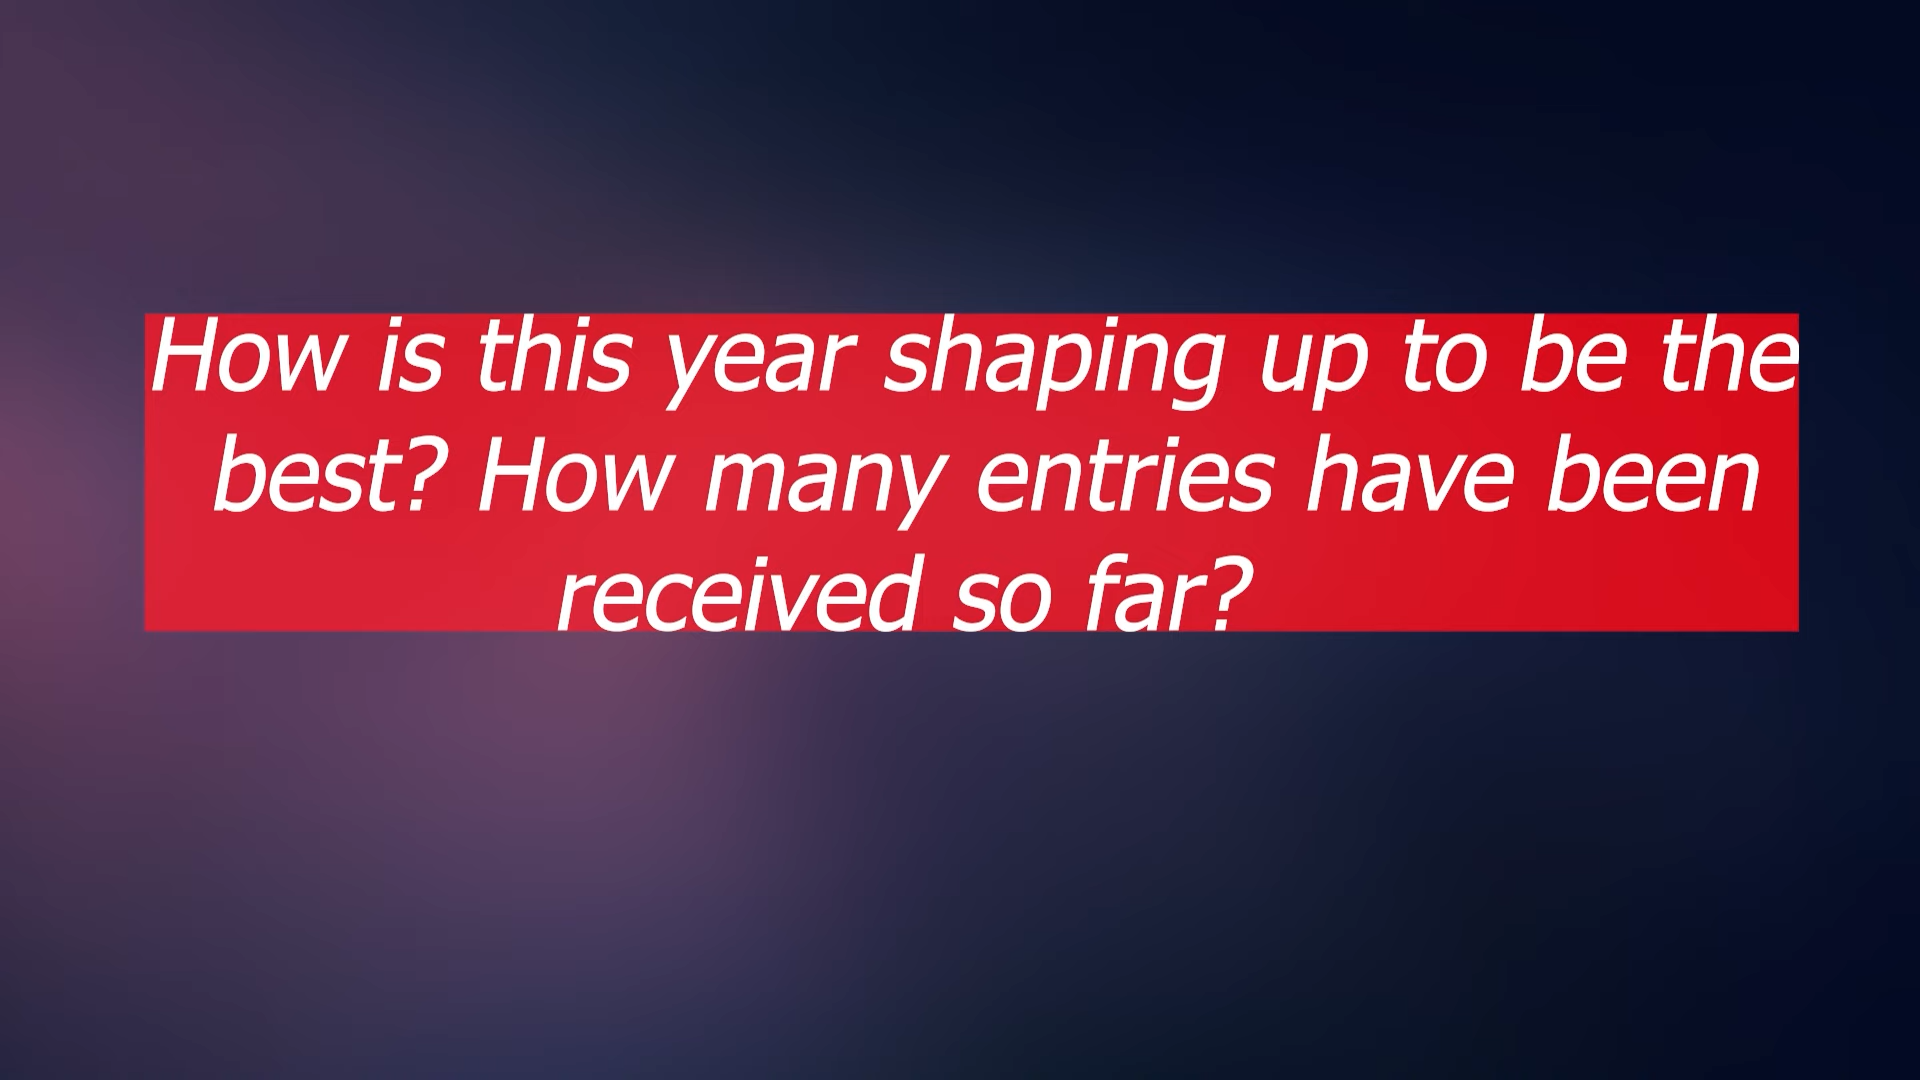 How is this year shaping up to be the
best? How many entries have been
received so far?